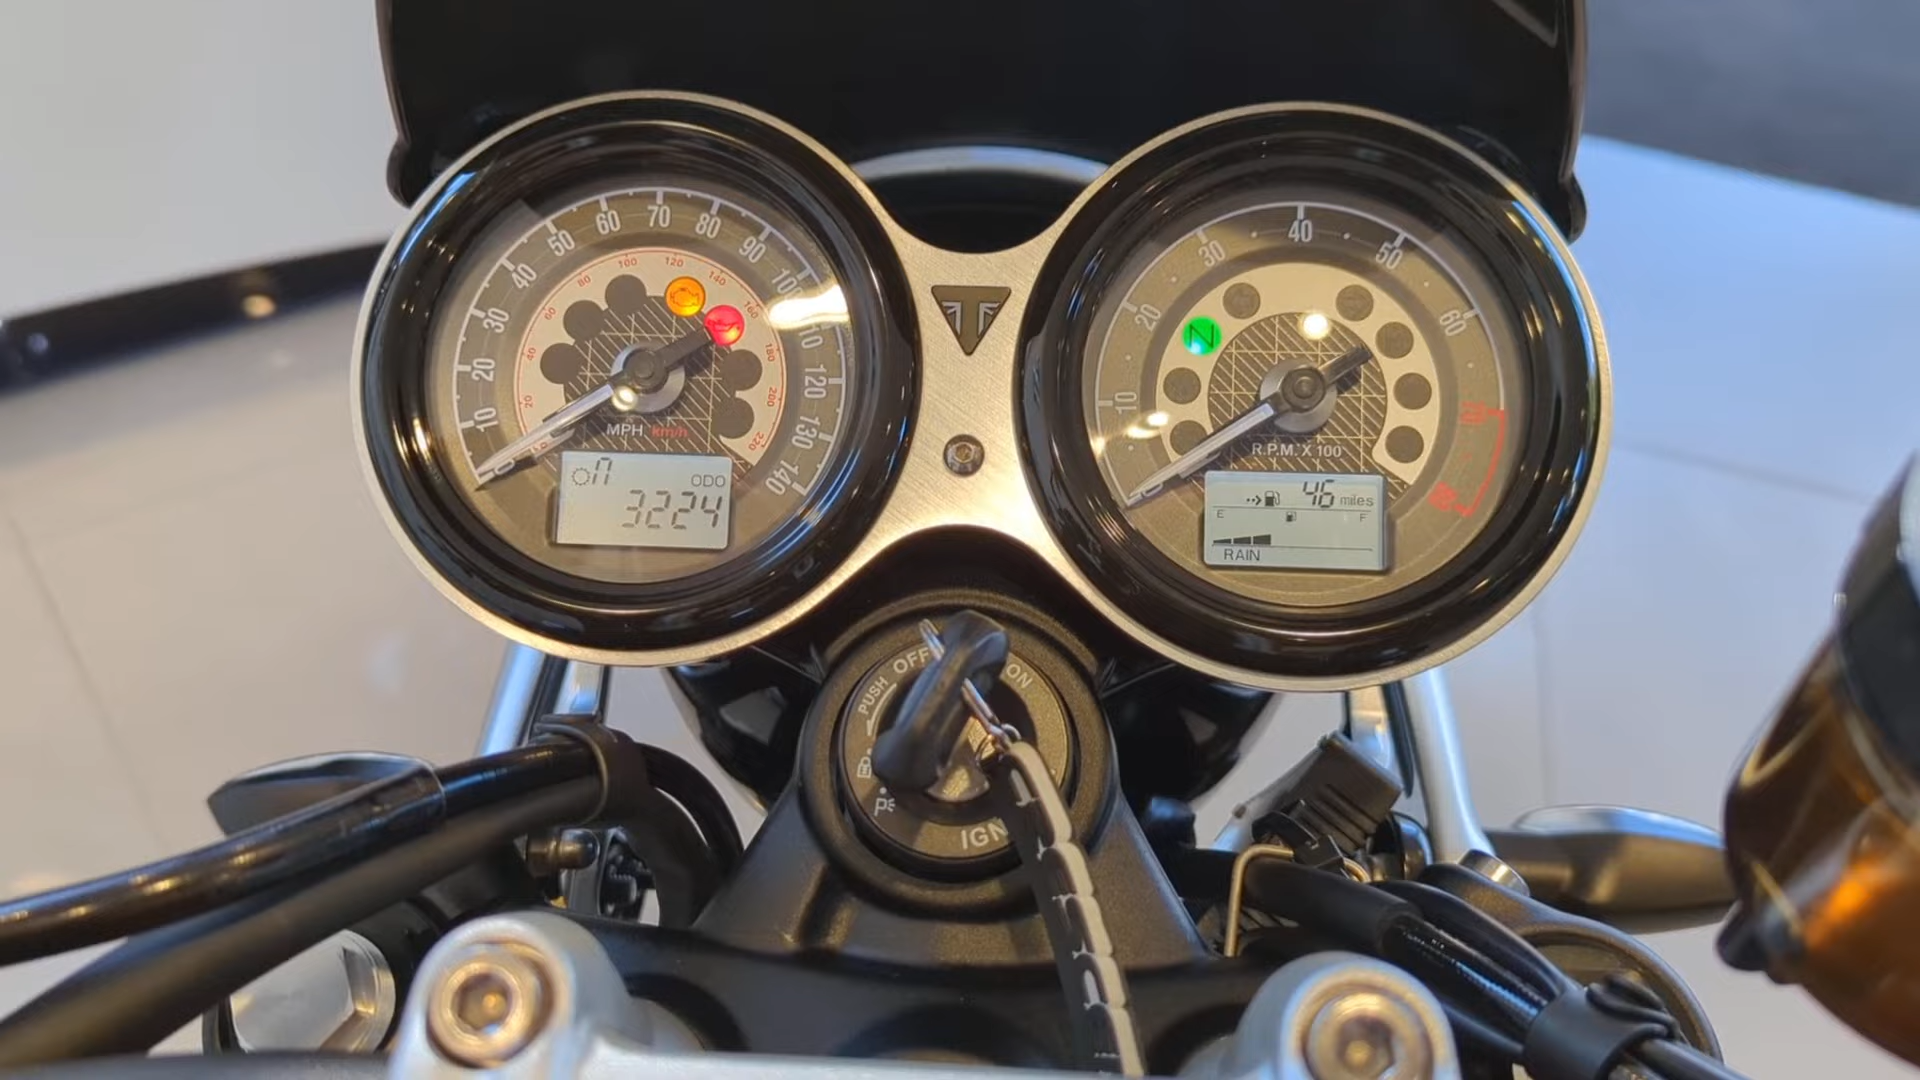 10 20 30 40 50 60 70 80 90 100 110 120 130 140
20 40 60 80 100 120 140 160 180 200 220
MPH km/h
n ODO
3224
0 10 20 30 40 50 60 70
N
R.P.M. X 100
46 miles
E F
RAIN
PUSH OFF ON
P
IGN